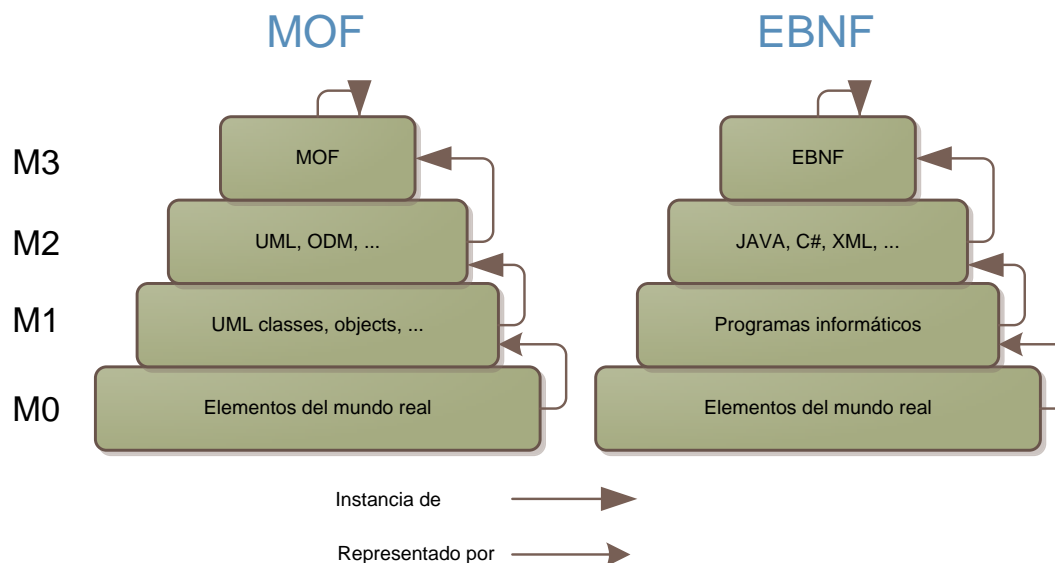 MOF
EBNF
M3
MOF
EBNF
M2
UML, ODM, ...
JAVA, C#, XML, ...
M1
UML classes, objects, ...
Programas informáticos
M0
Elementos del mundo real
Elementos del mundo real
Instancia de
Representado por